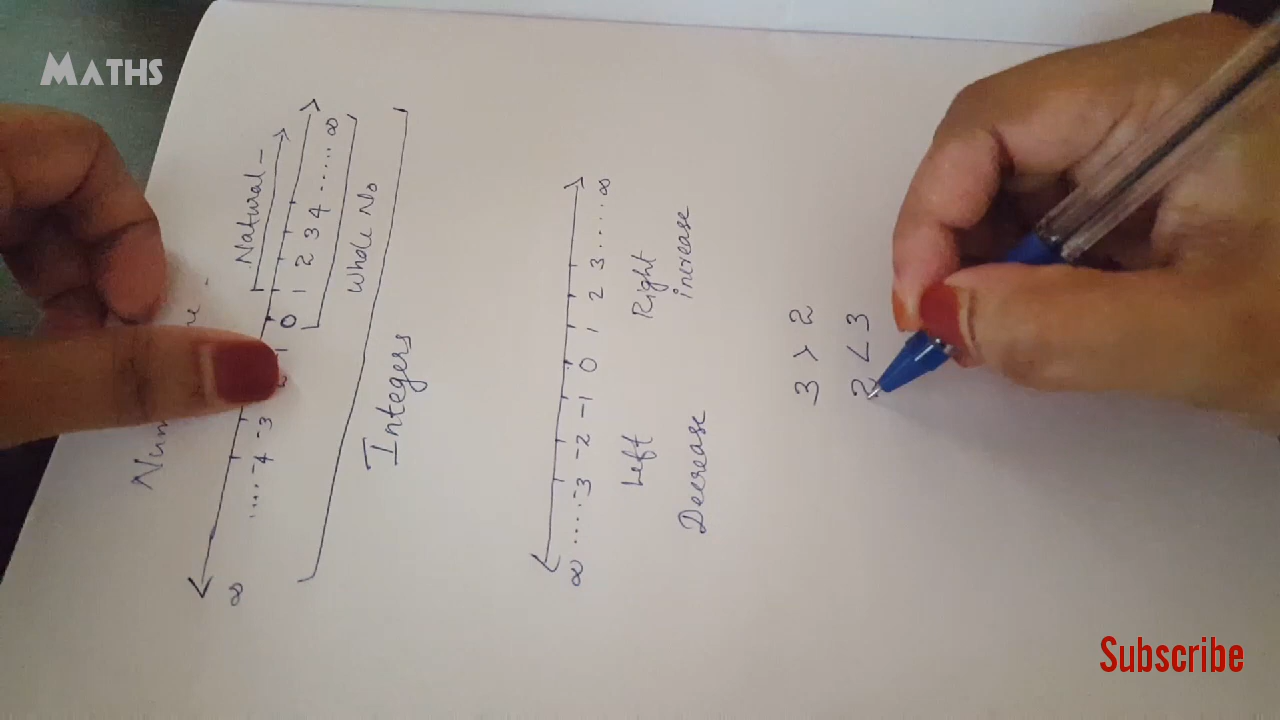 MATHS
Natural
1 2 3 4 ...... ∞
0
∞ ..... -4 -3
Whole No
Integers
∞ ..... -3 -2 -1 0 1 2 3 ..... ∞
Left Right
Decrease increase
3 > 2
2 < 3
Subscribe